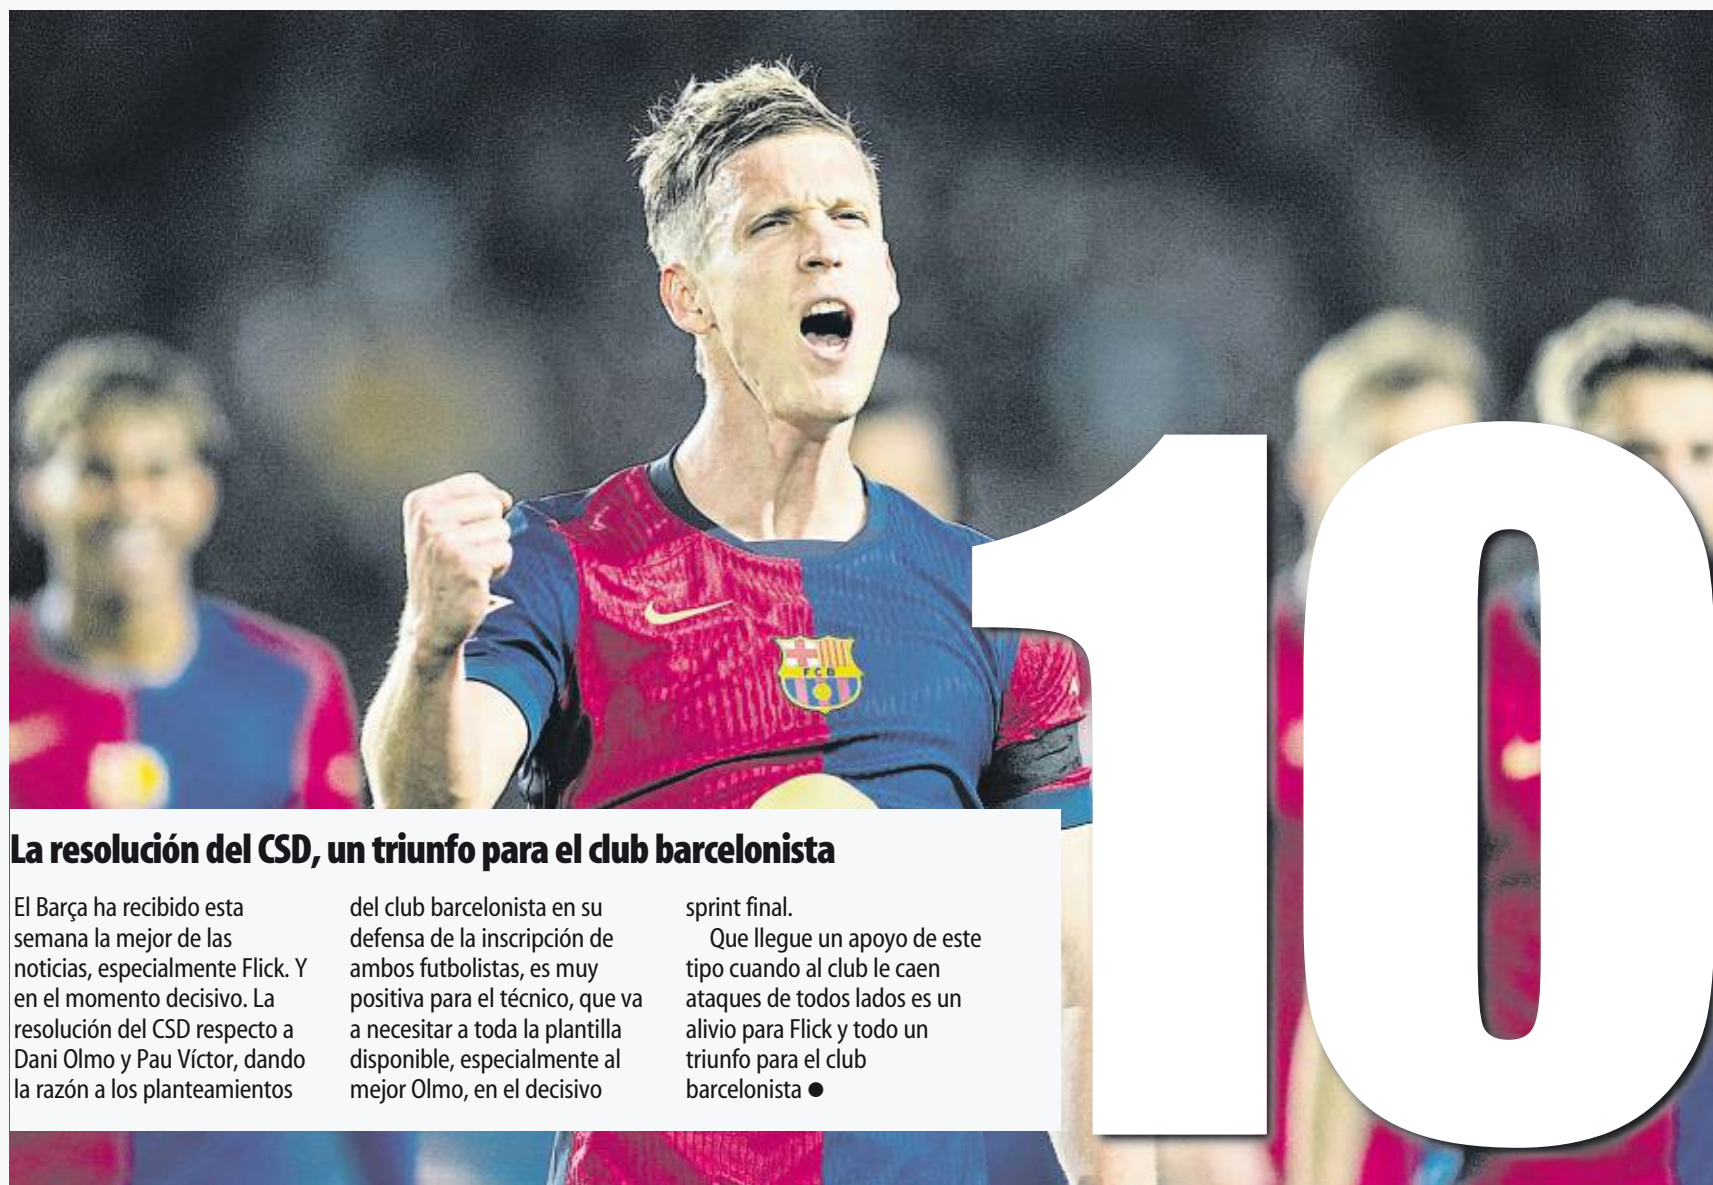 FCB
10
La resolución del CSD, un triunfo para el club barcelonista
El Barça ha recibido esta
semana la mejor de las
noticias, especialmente Flick. Y
en el momento decisivo. La
resolución del CSD respecto a
Dani Olmo y Pau Víctor, dando
la razón a los planteamientos
del club barcelonista en su
defensa de la inscripción de
ambos futbolistas, es muy
positiva para el técnico, que va
a necesitar a toda la plantilla
disponible, especialmente al
mejor Olmo, en el decisivo
sprint final.
Que llegue un apoyo de este
tipo cuando al club le caen
ataques de todos lados es un
alivio para Flick y todo un
triunfo para el club
barcelonista ●